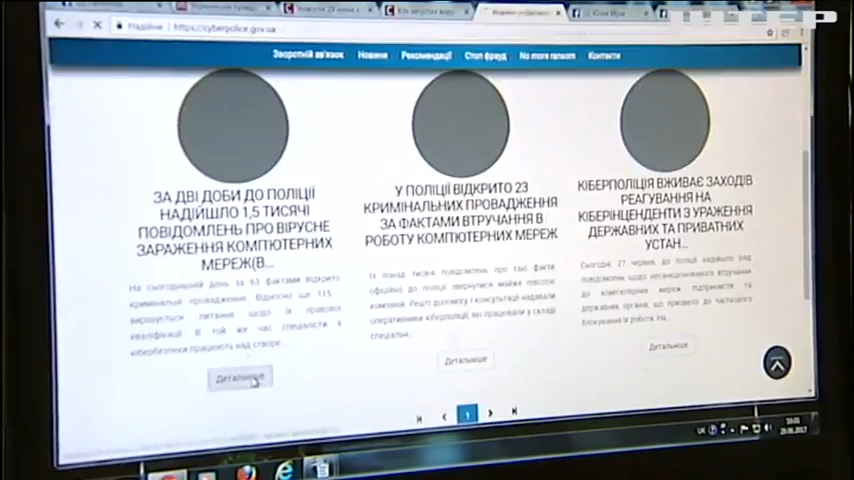 ІНТЕР
Надійне https://cyberpolice.gov.ua
Зворотній зв'язок Новини Рекомендації Стоп фрауд No more ransom Контакти
ЗА ДВІ ДОБИ ДО ПОЛІЦІЇ
НАДІЙШЛО 1,5 ТИСЯЧІ
ПОВІДОМЛЕНЬ ПРО ВІРУСНЕ
ЗАРАЖЕННЯ КОМП'ЮТЕРНИХ
МЕРЕЖ(В...
На сьогоднішній день за 63 фактами відкрито
кримінальні провадження. Відносно ще 115
вирішується питання щодо їх правової
кваліфікації. В той же час спеціалісти з
кібербезпеки працюють над створе...
Детальніше
У ПОЛІЦІЇ ВІДКРИТО 23
КРИМІНАЛЬНИХ ПРОВАДЖЕННЯ
ЗА ФАКТАМИ ВТРУЧАННЯ В
РОБОТУ КОМП'ЮТЕРНИХ МЕРЕЖ
Із понад тисяча повідомлень про такі факти
офіційно до поліції звернулися майже півсотні
компаній. Решті допомогу і консультації надавали
оперативники кіберполіції, які працювали у складі
спеціальн...
Детальніше
КІБЕРПОЛІЦІЯ ВЖИВАЄ ЗАХОДІВ
РЕАГУВАННЯ НА
КІБЕРІНЦЕНДЕНТИ З УРАЖЕННЯ
ДЕРЖАВНИХ ТА ПРИВАТНИХ
УСТАН...
Сьогодні, 27 червня, до поліції надійшло ряд
повідомлень щодо несанкціонованого втручання
до комп'ютерних мереж підприємств та
державних органів, що призвело до часткового
блокування їх роботи. На...
Детальніше
1
UK